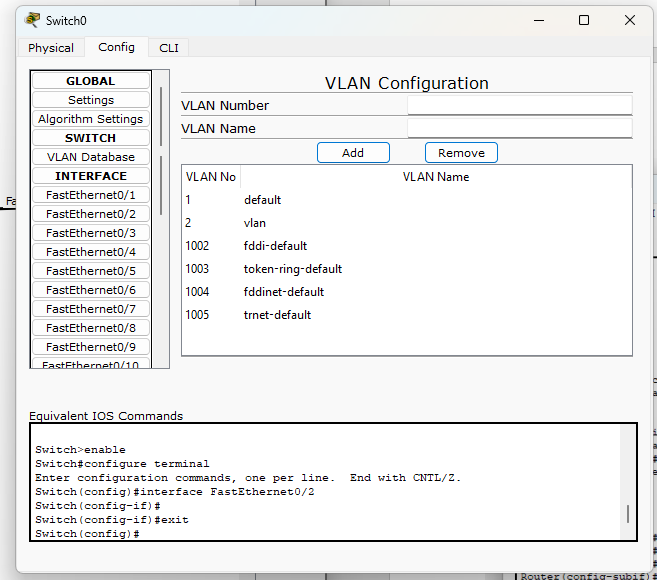 Switch0
Physical Config CLI
GLOBAL
Settings
Algorithm Settings
SWITCH
VLAN Database
INTERFACE
FastEthernet0/1
FastEthernet0/2
FastEthernet0/3
FastEthernet0/4
FastEthernet0/5
FastEthernet0/6
FastEthernet0/7
FastEthernet0/8
FastEthernet0/9
FastEthernet0/10
VLAN Configuration
VLAN Number
VLAN Name
Add Remove
VLAN No VLAN Name
1 default
2 vlan
1002 fddi-default
1003 token-ring-default
1004 fddinet-default
1005 trnet-default
Equivalent IOS Commands
Switch>enable
Switch#configure terminal
Enter configuration commands, one per line.  End with CNTL/Z.
Switch(config)#interface FastEthernet0/2
Switch(config-if)#
Switch(config-if)#exit
Switch(config)#
Fa
Router(config-subif)#